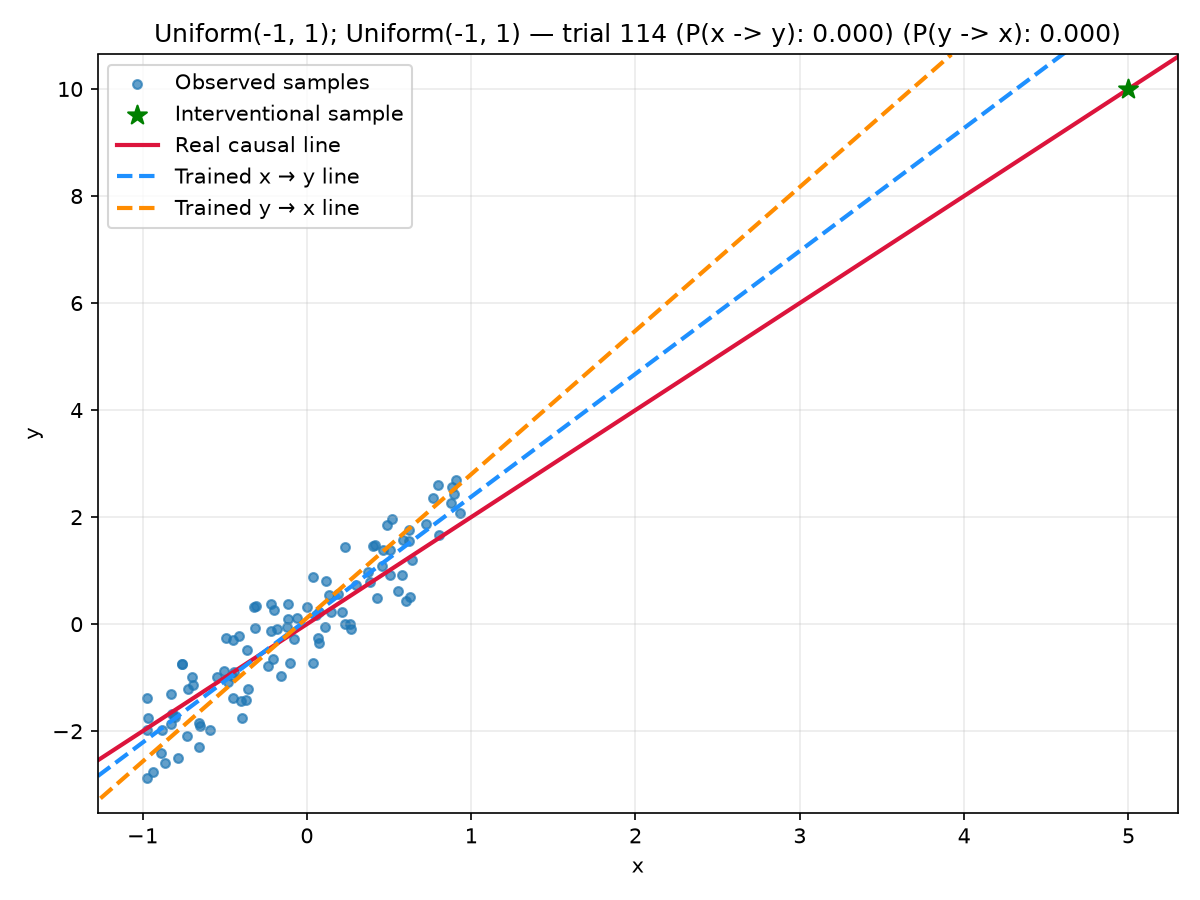 Uniform(-1, 1); Uniform(-1, 1) — trial 114 (P(x -> y): 0.000) (P(y -> x): 0.000)
Observed samples
Interventional sample
Real causal line
Trained x → y line
Trained y → x line
10
8
6
4
2
0
−2
y
−1
0
1
2
3
4
5
x